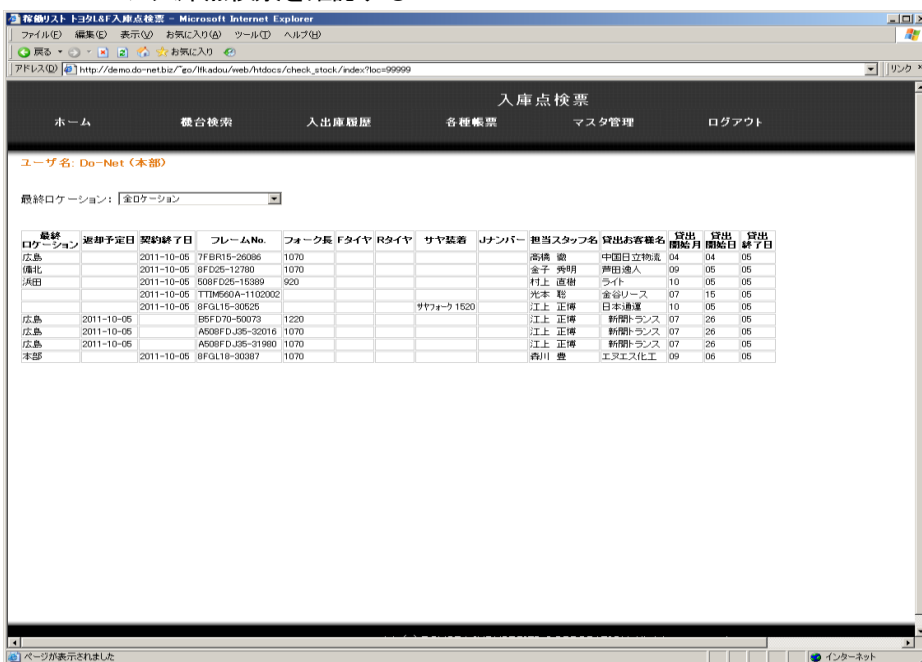 稼働リスト トヨタL&F入庫点検票 - Microsoft Internet Explorer
ファイル(F) 編集(E) 表示(V) お気に入り(A) ツール(T) ヘルプ(H)
戻る お気に入り
アドレス(D) http://demo.do-net.biz/~eo/lfkadou/web/htdocs/check_stock/index?loc=99999 リンク »
入庫点検票
ホーム 機台検索 入出庫履歴 各種帳票 マスタ管理 ログアウト
ユーザ名: Do-Net (本部)
最終ロケーション: 全ロケーション
最終ロケーション 返却予定日 契約終了日 フレームNo. フォーク長 Fタイヤ Rタイヤ サヤ装着 Jナンバー 担当スタッフ名 貸出お客様名 貸出開始月 貸出開始日 貸出終了日
広島 2011-10-05 7FBR15-26086 1070 高橋 徹 中国日立物流 04 04 05
備北 2011-10-05 8FD25-12780 1070 金子 秀明 芦田逸人 09 05 05
浜田 2011-10-05 508FD25-15389 920 村上 直樹 ライト 10 05 05
2011-10-05 TTIM560A-1102002 光本 聡 金谷リース 07 15 05
2011-10-05 8FGL15-30525 サヤフォーク 1520 江上 正博 日本通運 10 05 05
広島 2011-10-05 B5FD70-50073 1220 江上 正博 新開トランス 07 26 05
広島 2011-10-05 A508FDJ35-32016 1070 江上 正博 新開トランス 07 26 05
広島 2011-10-05 A508FDJ35-31980 1070 江上 正博 新開トランス 07 26 05
本部 2011-10-05 8FGL18-30387 1070 森川 豊 エヌエス化工 09 06 05
ページが表示されました インターネット